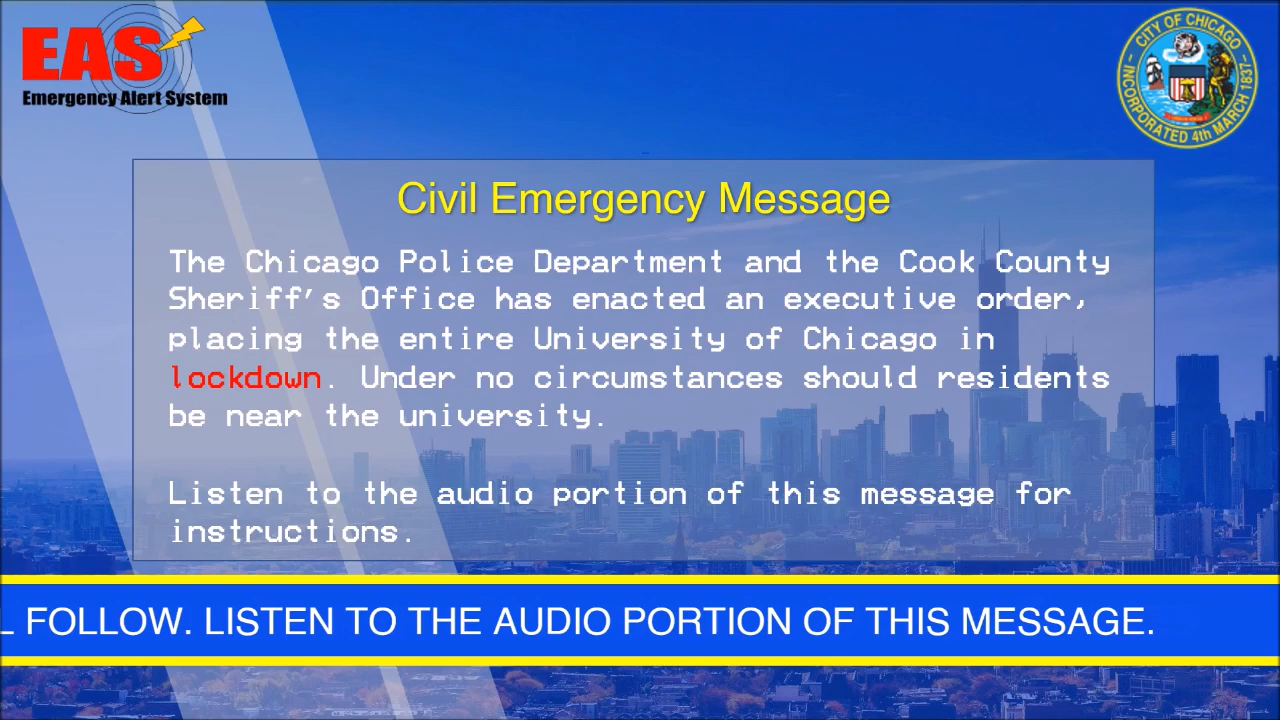 EAS
Emergency Alert System
CITY OF CHICAGO
INCORPORATED 4th MARCH 1837
Civil Emergency Message
The Chicago Police Department and the Cook County
Sheriff's Office has enacted an executive order,
placing the entire University of Chicago in
lockdown. Under no circumstances should residents
be near the university.
Listen to the audio portion of this message for
instructions.
L FOLLOW. LISTEN TO THE AUDIO PORTION OF THIS MESSAGE.